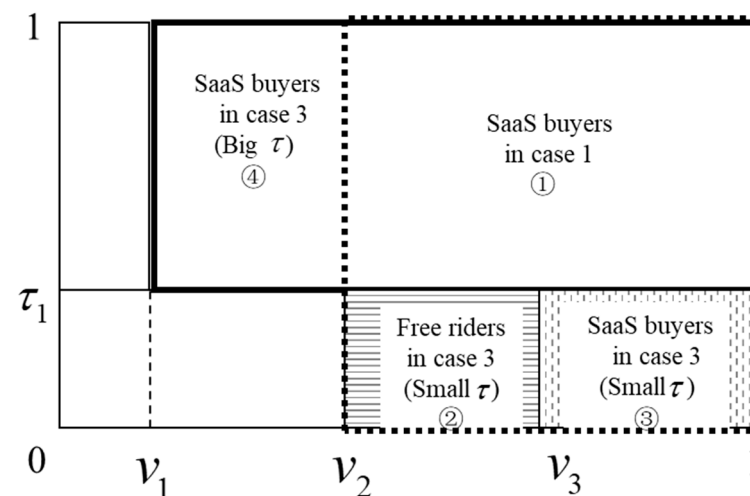 1
SaaS buyers
in case 3
(Big τ)
④
SaaS buyers
in case 1
①
τ1
Free riders
in case 3
(Small τ)
②
SaaS buyers
in case 3
(Small τ)
③
0
v1
v2
v3